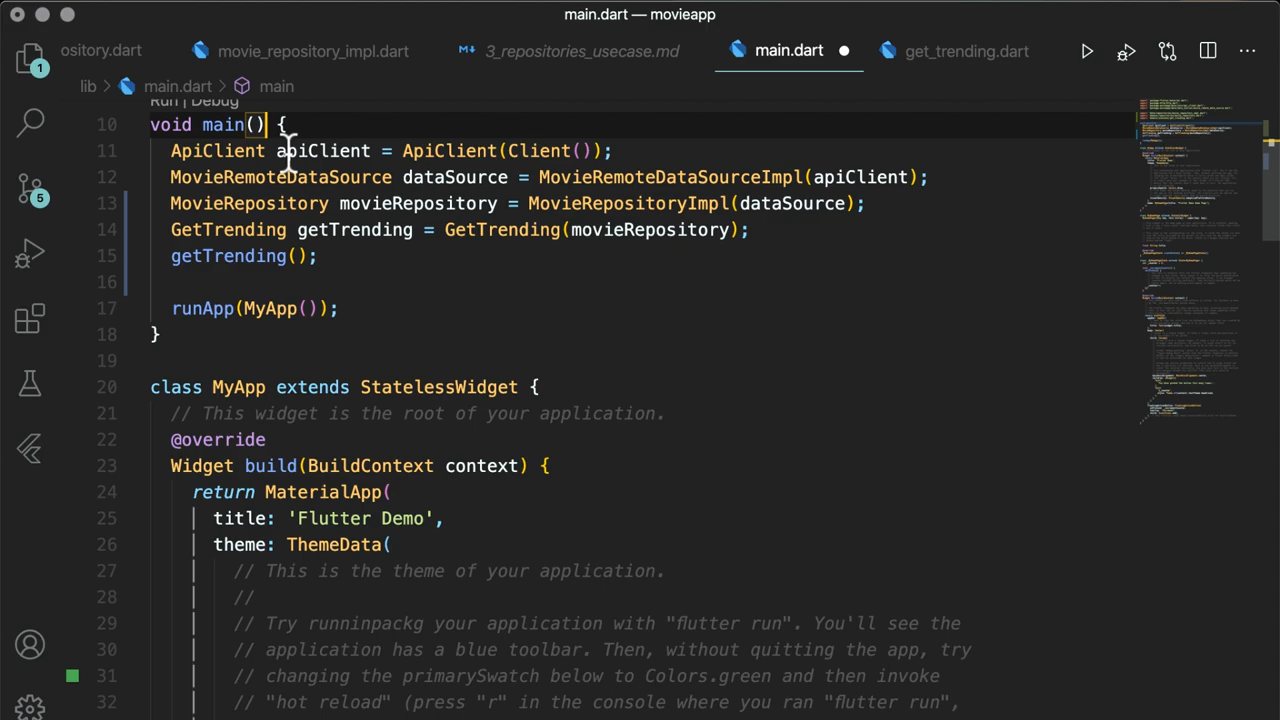 main.dart — movieapp
ository.dart movie_repository_impl.dart 3_repositories_usecase.md main.dart get_trending.dart
lib > main.dart > main
Run | Debug
10 void main() {
11 ApiClient apiClient = ApiClient(Client());
12 MovieRemoteDataSource dataSource = MovieRemoteDataSourceImpl(apiClient);
13 MovieRepository movieRepository = MovieRepositoryImpl(dataSource);
14 GetTrending getTrending = GetTrending(movieRepository);
15 getTrending();
16
17 runApp(MyApp());
18 }
19
20 class MyApp extends StatelessWidget {
21 // This widget is the root of your application.
22 @override
23 Widget build(BuildContext context) {
24 return MaterialApp(
25 title: 'Flutter Demo',
26 theme: ThemeData(
27 // This is the theme of your application.
28 //
29 // Try runninpackg your application with "flutter run". You'll see the
30 // application has a blue toolbar. Then, without quitting the app, try
31 // changing the primarySwatch below to Colors.green and then invoke
32 // "hot reload" (press "r" in the console where you ran "flutter run",
1
5